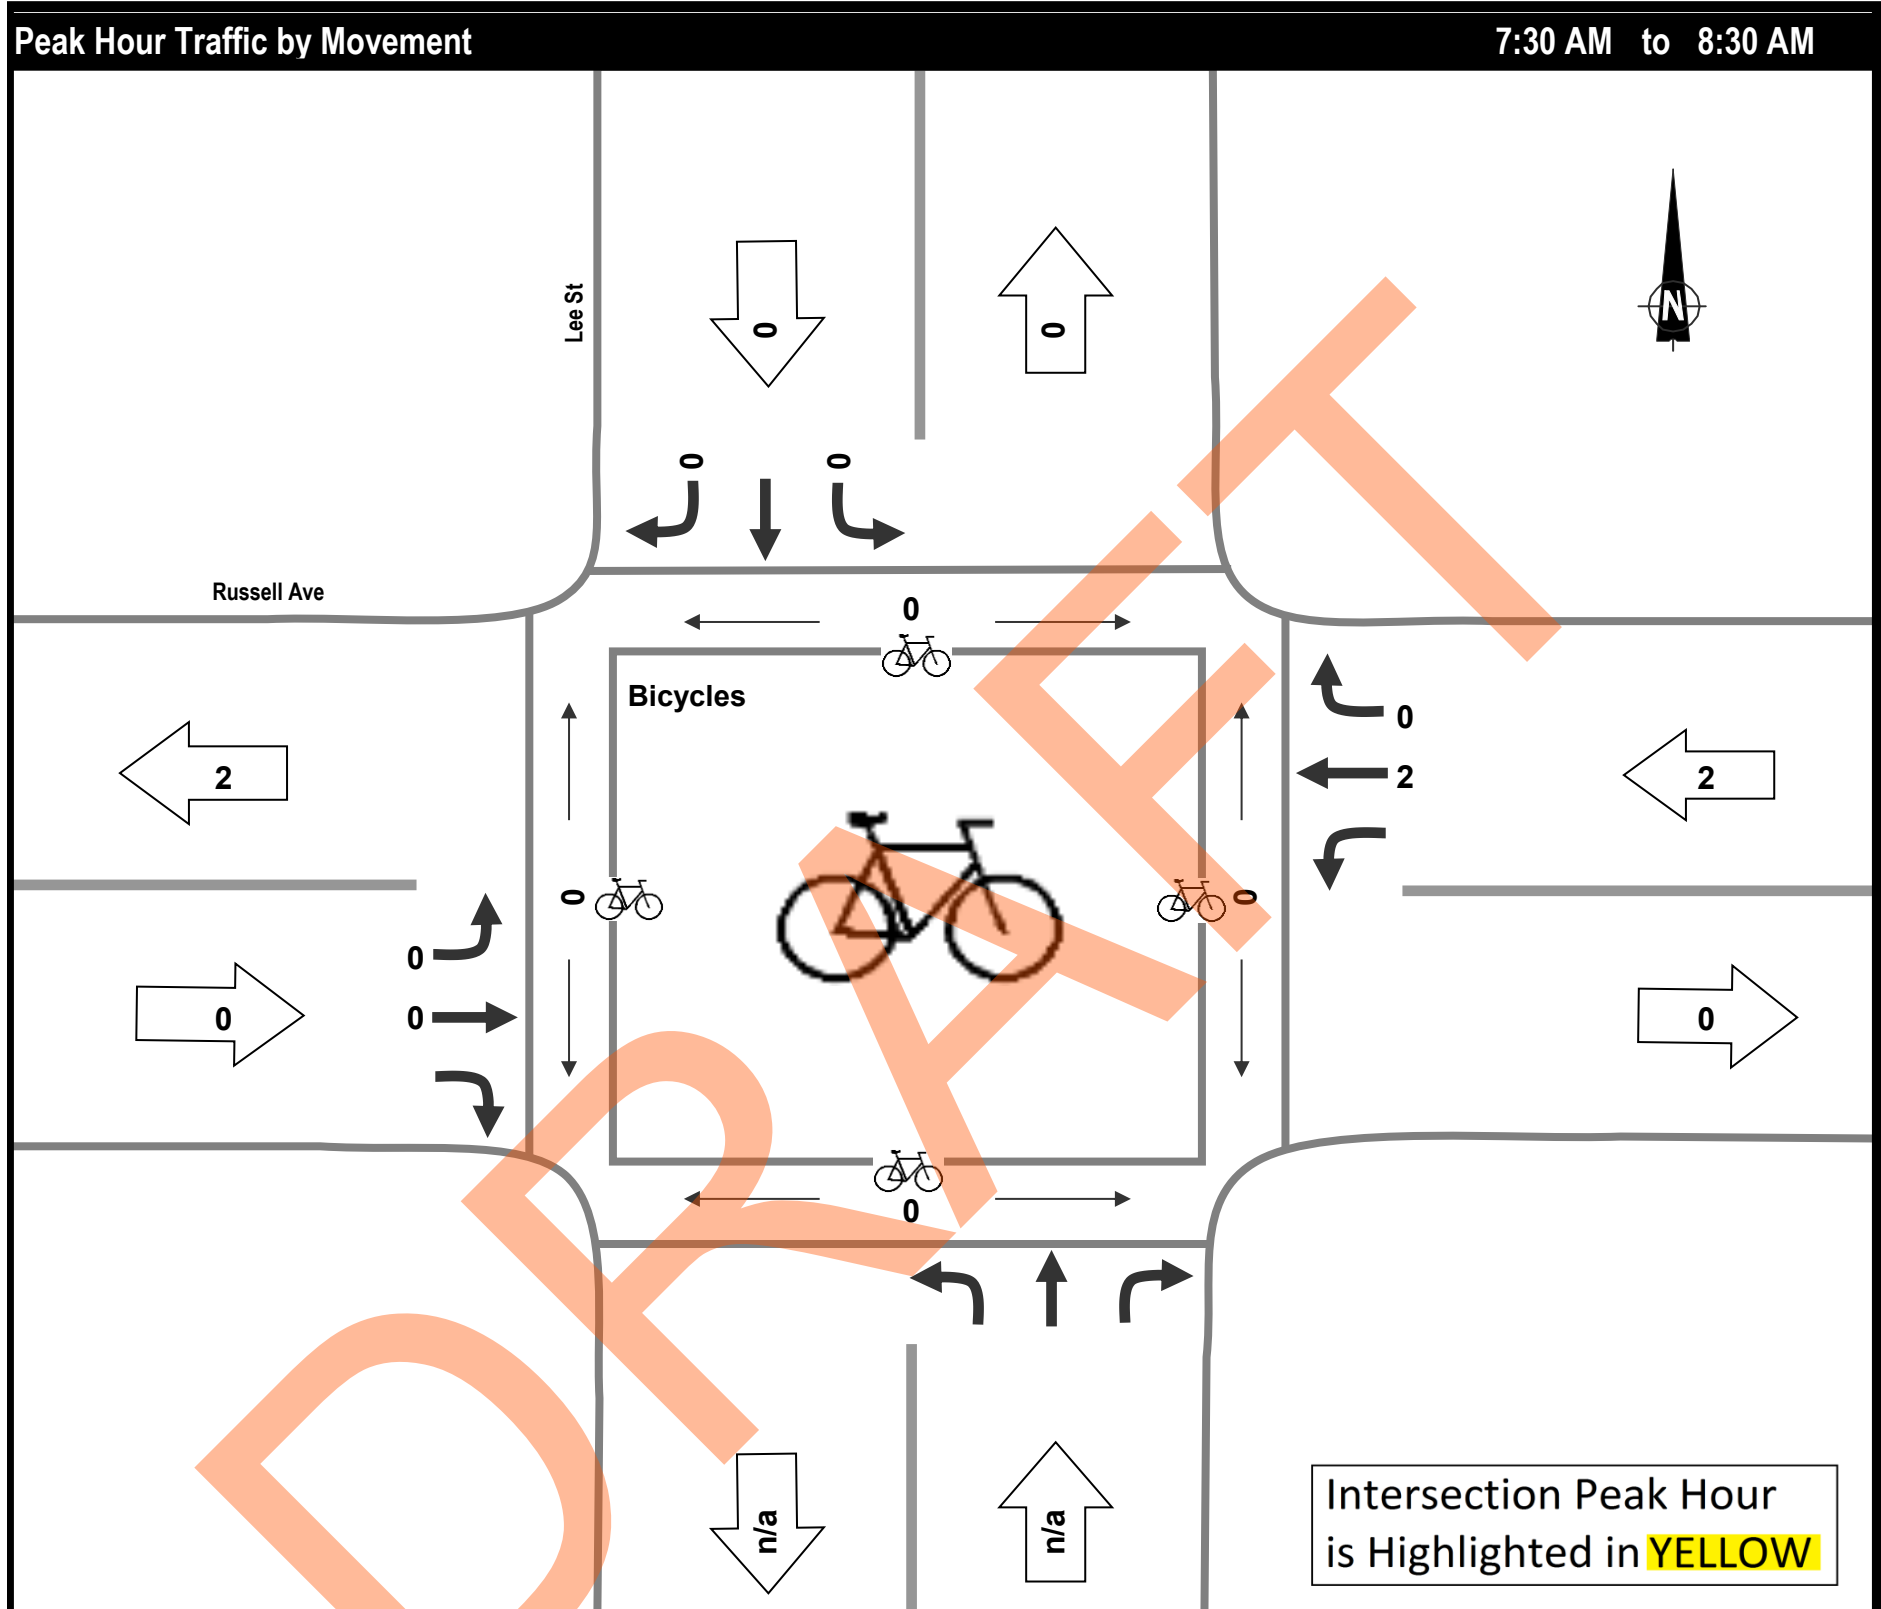 Peak Hour Traffic by Movement 7:30 AM to 8:30 AM
Lee St
0
0
N
0 0
Russell Ave
0
Bicycles
0
2
2
2
2
0
0
0
0
0
0
0
0
n/a
n/a
Intersection Peak Hour
is Highlighted in YELLOW
DRAFT